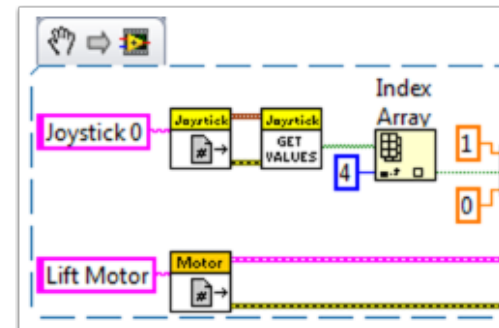 Index
Array
Joystick 0
Joystick
Joystick
GET
VALUES
#
4
1
0
Lift Motor
Motor
#